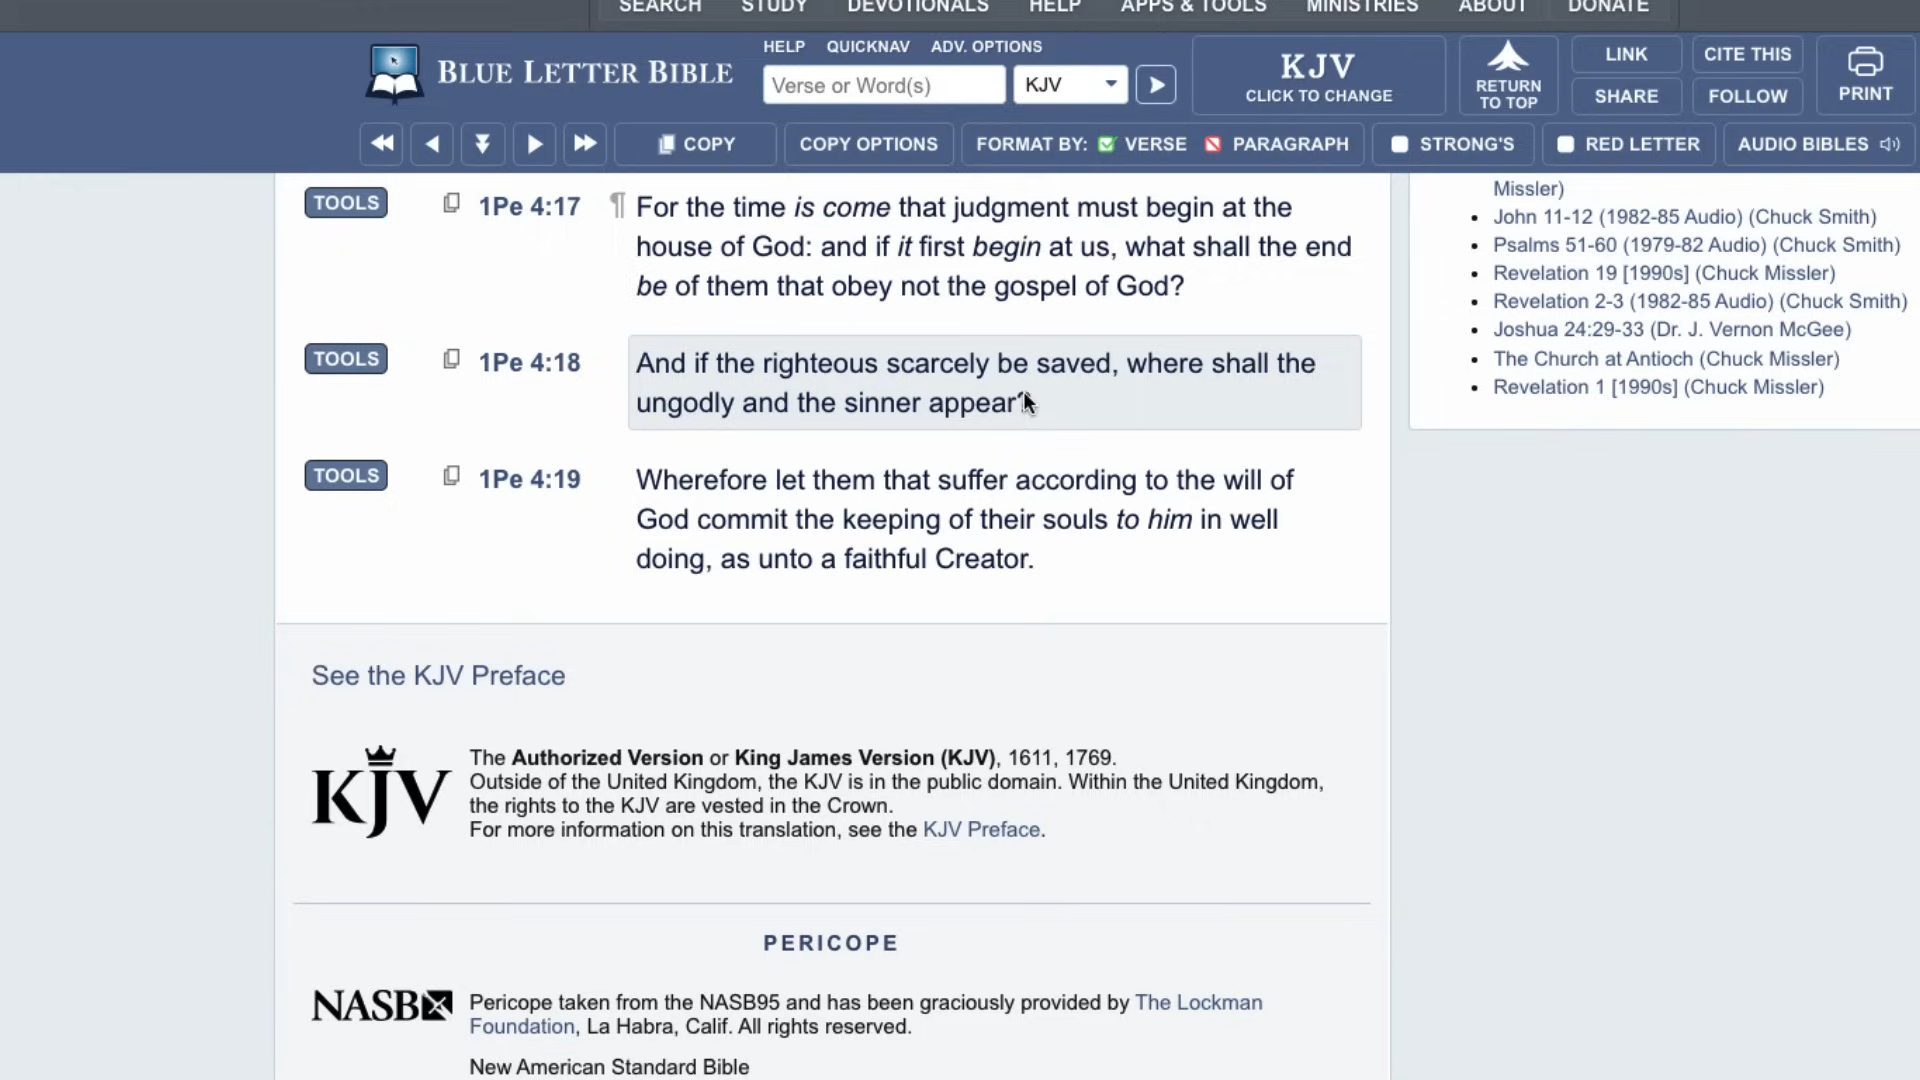 SEARCH STUDY DEVOTIONALS HELP APPS & TOOLS MINISTRIES ABOUT DONATE
BLUE LETTER BIBLE
HELP QUICKNAV ADV. OPTIONS
Verse or Word(s) KJV
KJV
CLICK TO CHANGE
RETURN
TO TOP
LINK CITE THIS
SHARE FOLLOW
PRINT
COPY COPY OPTIONS FORMAT BY: VERSE PARAGRAPH STRONG'S RED LETTER AUDIO BIBLES
TOOLS 1Pe 4:17 ¶ For the time is come that judgment must begin at the
house of God: and if it first begin at us, what shall the end
be of them that obey not the gospel of God?
TOOLS 1Pe 4:18 And if the righteous scarcely be saved, where shall the
ungodly and the sinner appear?
TOOLS 1Pe 4:19 Wherefore let them that suffer according to the will of
God commit the keeping of their souls to him in well
doing, as unto a faithful Creator.
Missler)
• John 11-12 (1982-85 Audio) (Chuck Smith)
• Psalms 51-60 (1979-82 Audio) (Chuck Smith)
• Revelation 19 [1990s] (Chuck Missler)
• Revelation 2-3 (1982-85 Audio) (Chuck Smith)
• Joshua 24:29-33 (Dr. J. Vernon McGee)
• The Church at Antioch (Chuck Missler)
• Revelation 1 [1990s] (Chuck Missler)
See the KJV Preface
KJV
The Authorized Version or King James Version (KJV), 1611, 1769.
Outside of the United Kingdom, the KJV is in the public domain. Within the United Kingdom,
the rights to the KJV are vested in the Crown.
For more information on this translation, see the KJV Preface.
PERICOPE
NASB
Pericope taken from the NASB95 and has been graciously provided by The Lockman
Foundation, La Habra, Calif. All rights reserved.
New American Standard Bible